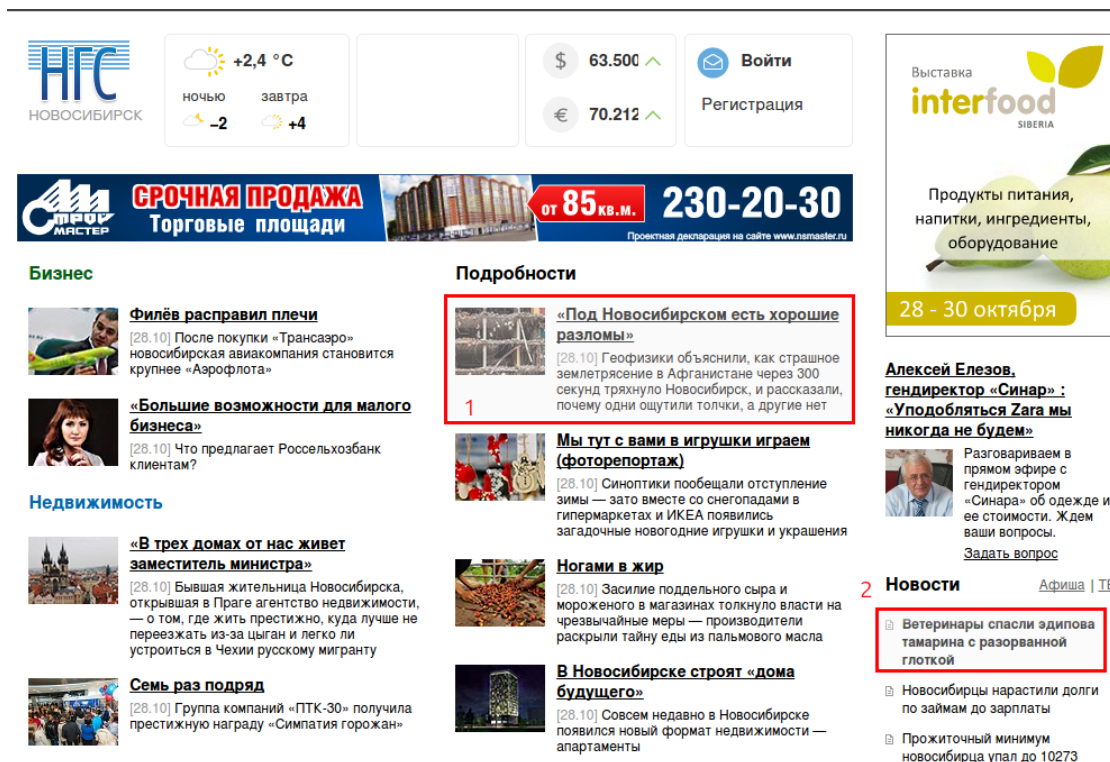 НГС
НОВОСИБИРСК
+2,4 °C
ночью завтра
–2 +4
$ 63.500
€ 70.212
Войти
Регистрация
Выставка
interfood
SIBERIA
Продукты питания,
напитки, ингредиенты,
оборудование
28 - 30 октября
СТРОЙ
МАСТЕР
СРОЧНАЯ ПРОДАЖА
Торговые площади
от 85 кв.м.
230-20-30
Проектная декларация на сайте www.nsmaster.ru
Бизнес
Филёв расправил плечи
[28.10] После покупки «Трансаэро»
новосибирская авиакомпания становится
крупнее «Аэрофлота»
«Большие возможности для малого
бизнеса»
[28.10] Что предлагает Россельхозбанк
клиентам?
Недвижимость
«В трех домах от нас живет
заместитель министра»
[28.10] Бывшая жительница Новосибирска,
открывшая в Праге агентство недвижимости,
— о том, где жить престижно, куда лучше не
переезжать из-за цыган и легко ли
устроиться в Чехии русскому мигранту
Семь раз подряд
[28.10] Группа компаний «ПТК-30» получила
престижную награду «Симпатия горожан»
Подробности
«Под Новосибирском есть хорошие
разломы»
[28.10] Геофизики объяснили, как страшное
землетрясение в Афганистане через 300
секунд тряхнуло Новосибирск, и рассказали,
почему одни ощутили толчки, а другие нет
1
Мы тут с вами в игрушки играем
(фоторепортаж)
[28.10] Синоптики пообещали отступление
зимы — зато вместе со снегопадами в
гипермаркетах и ИКЕА появились
загадочные новогодние игрушки и украшения
Ногами в жир
[28.10] Засилие поддельного сыра и
мороженого в магазинах толкнуло власти на
чрезвычайные меры — производители
раскрыли тайну еды из пальмового масла
В Новосибирске строят «дома
будущего»
[28.10] Совсем недавно в Новосибирске
появился новый формат недвижимости —
апартаменты
Алексей Елезов,
гендиректор «Синар» :
«Уподобляться Zara мы
никогда не будем»
Разговариваем в
прямом эфире с
гендиректором
«Синара» об одежде и
ее стоимости. Ждем
ваши вопросы.
Задать вопрос
2 Новости Афиша |
Ветеринары спасли эдипова
тамарина с разорванной
глоткой
Новосибирцы нарастили долги
по займам до зарплаты
Прожиточный минимум
новосибирца упал до 10273